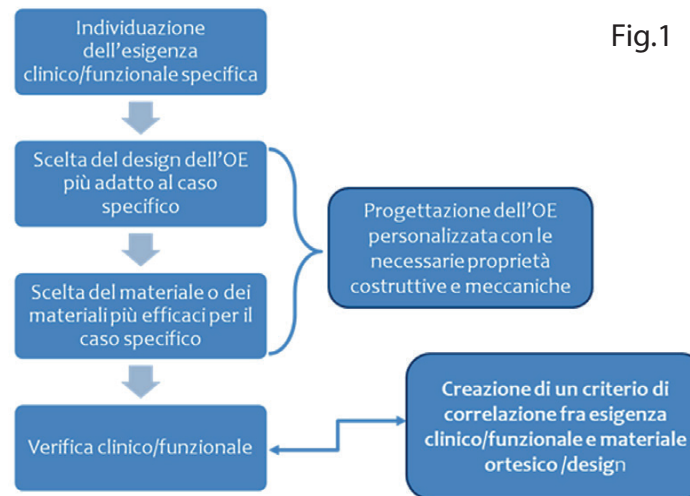 Fig.1
Individuazione
dell'esigenza
clinico/funzionale specifica
Scelta del design dell'OE
più adatto al caso
specifico
Progettazione dell'OE
personalizzata con le
necessarie proprietà
costruttive e meccaniche
Scelta del materiale o dei
materiali più efficaci per il
caso specifico
Verifica clinico/funzionale
Creazione di un criterio di
correlazione fra esigenza
clinico/funzionale e materiale
ortesico /design